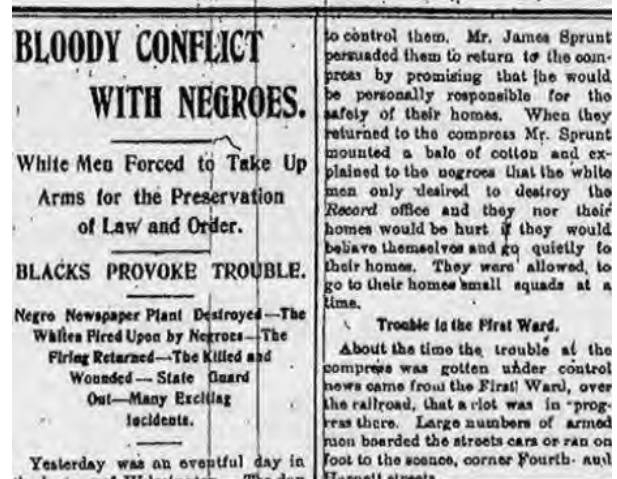 BLOODY CONFLICT
WITH NEGROES.
White Men Forced to Take Up
Arms for the Preservation
of Law and Order.
BLACKS PROVOKE TROUBLE.
Negro Newspaper Plant Destroyed—The
Whites Fired Upon by Negroes—The
Firing Returned—The Killed and
Wounded—State Guard
Out—Many Exciting
Incidents.
Yesterday was an eventful day in
to control them. Mr. James Sprunt
persuaded them to return to the com-
press by promising that he would
be personally responsible for the
safety of their homes. When they
returned to the compress Mr. Sprunt
mounted a bale of cotton and ex-
plained to the negroes that the white
men only desired to destroy the
Record office and they nor their
homes would be hurt if they would
behave themselves and go quietly to
their homes. They were allowed, to
go to their homes small squads at a
time.
Trouble in the First Ward.
About the time the trouble at the
compress was gotten under control
news came from the First Ward, over
the railroad, that a riot was in prog-
ress there. Large numbers of armed
men boarded the streets cars or ran on
foot to the scence, corner Fourth and